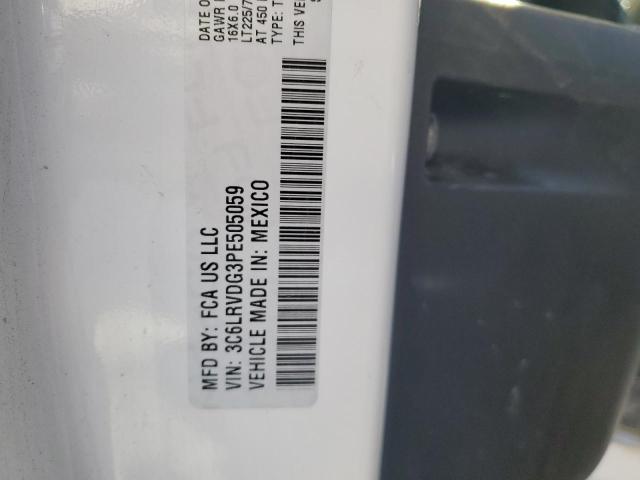 MFD BY: FCA US LLC
VIN: 3C6LRVDG3PE505059
VEHICLE MADE IN: MEXICO
DATE O
GAWR
16X6.0
LT225/7
AT 450
TYPE: T
THIS VE